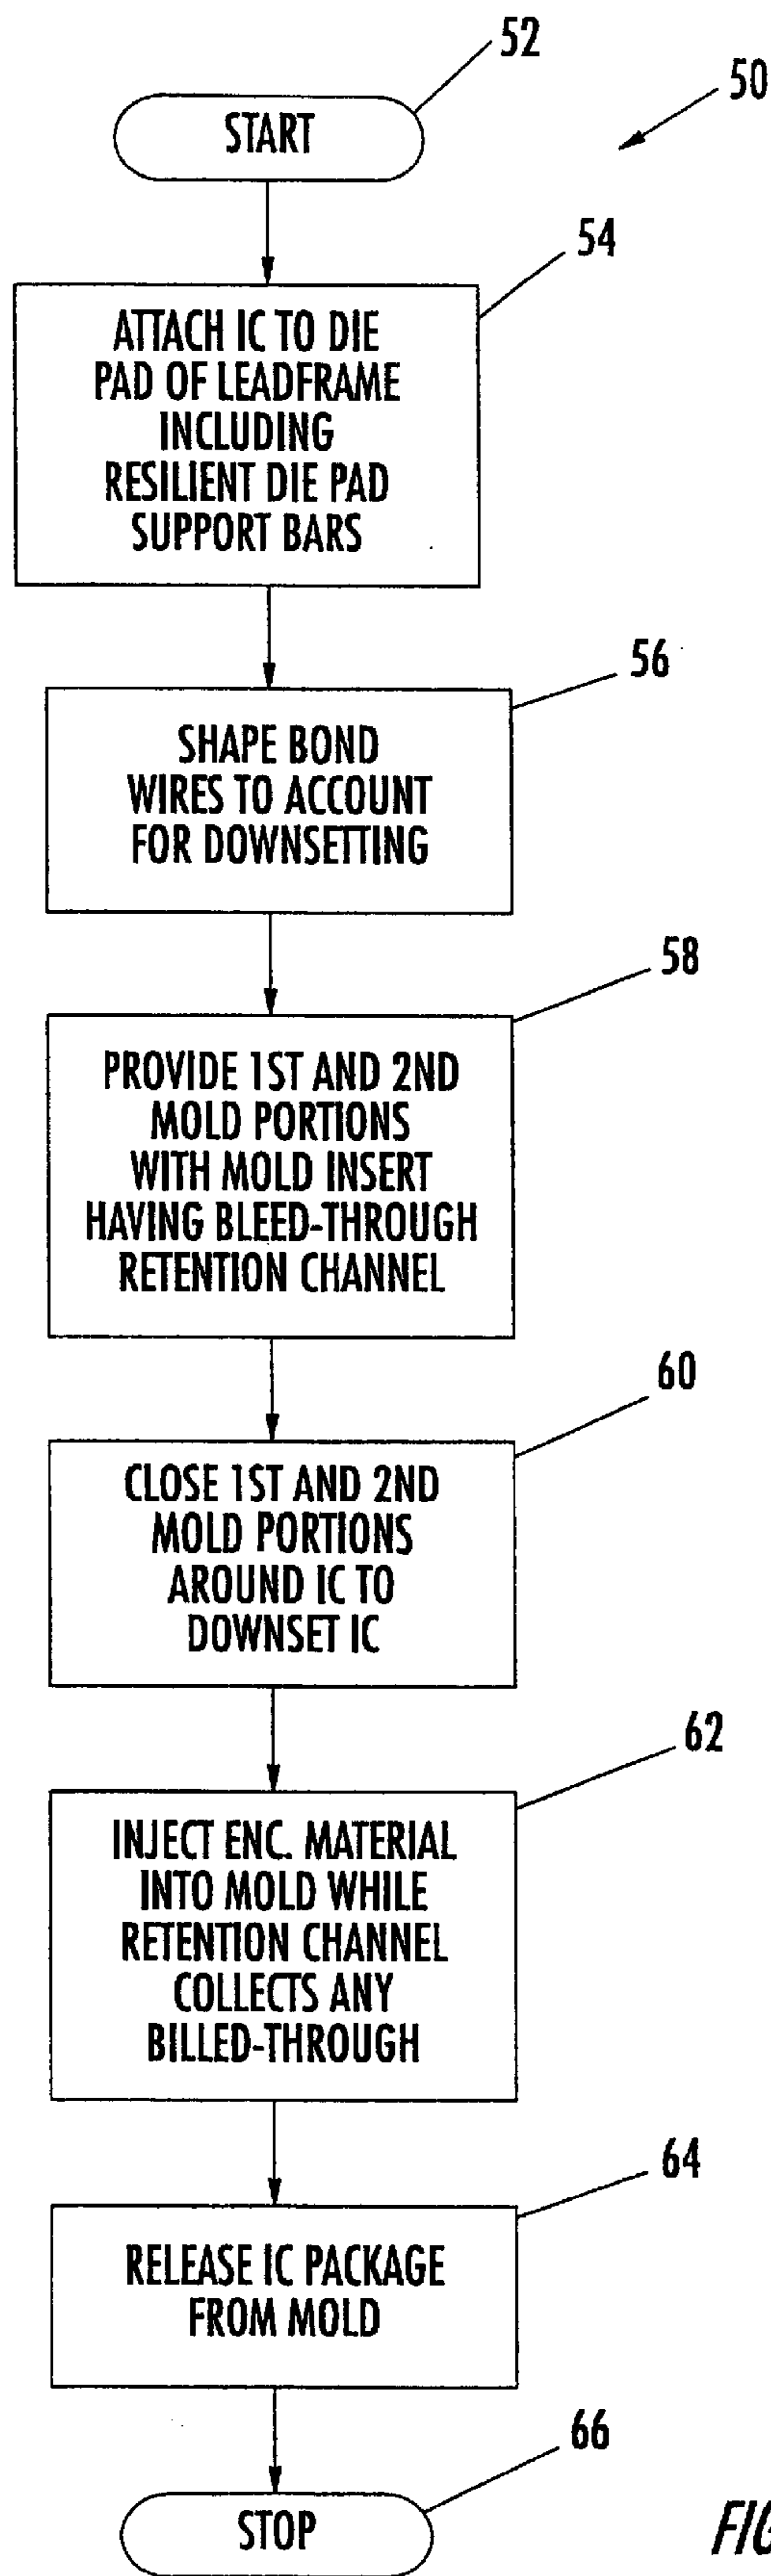 52
50
START
54
ATTACH IC TO DIE
PAD OF LEADFRAME
INCLUDING
RESILIENT DIE PAD
SUPPORT BARS
56
SHAPE BOND
WIRES TO ACCOUNT
FOR DOWNSETTING
58
PROVIDE 1ST AND 2ND
MOLD PORTIONS
WITH MOLD INSERT
HAVING BLEED-THROUGH
RETENTION CHANNEL
60
CLOSE 1ST AND 2ND
MOLD PORTIONS
AROUND IC TO
DOWNSET IC
62
INJECT ENC. MATERIAL
INTO MOLD WHILE
RETENTION CHANNEL
COLLECTS ANY
BILLED-THROUGH
64
RELEASE IC PACKAGE
FROM MOLD
66
STOP
FIG